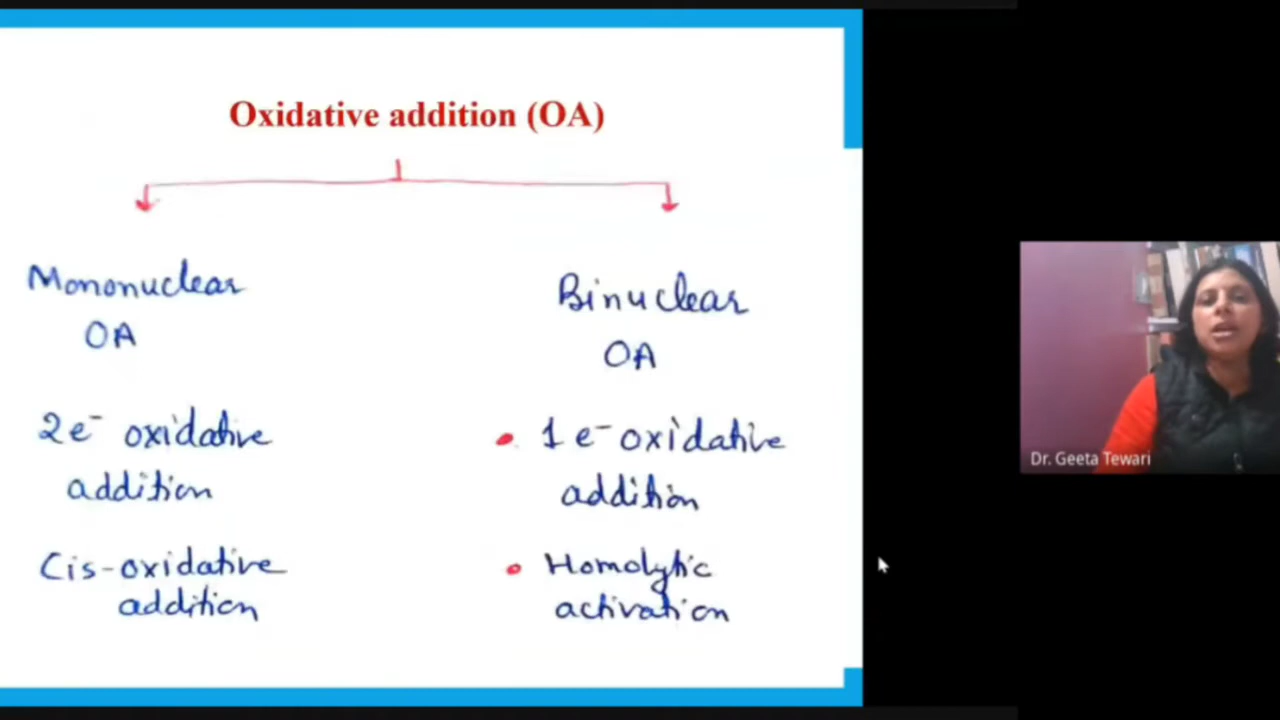 Oxidative addition (OA)
Mononuclear
OA
2e⁻ oxidative
addition
Cis-oxidative
addition
Binuclear
OA
• 1e⁻ oxidative
addition
• Homolytic
activation
Dr. Geeta Tewari